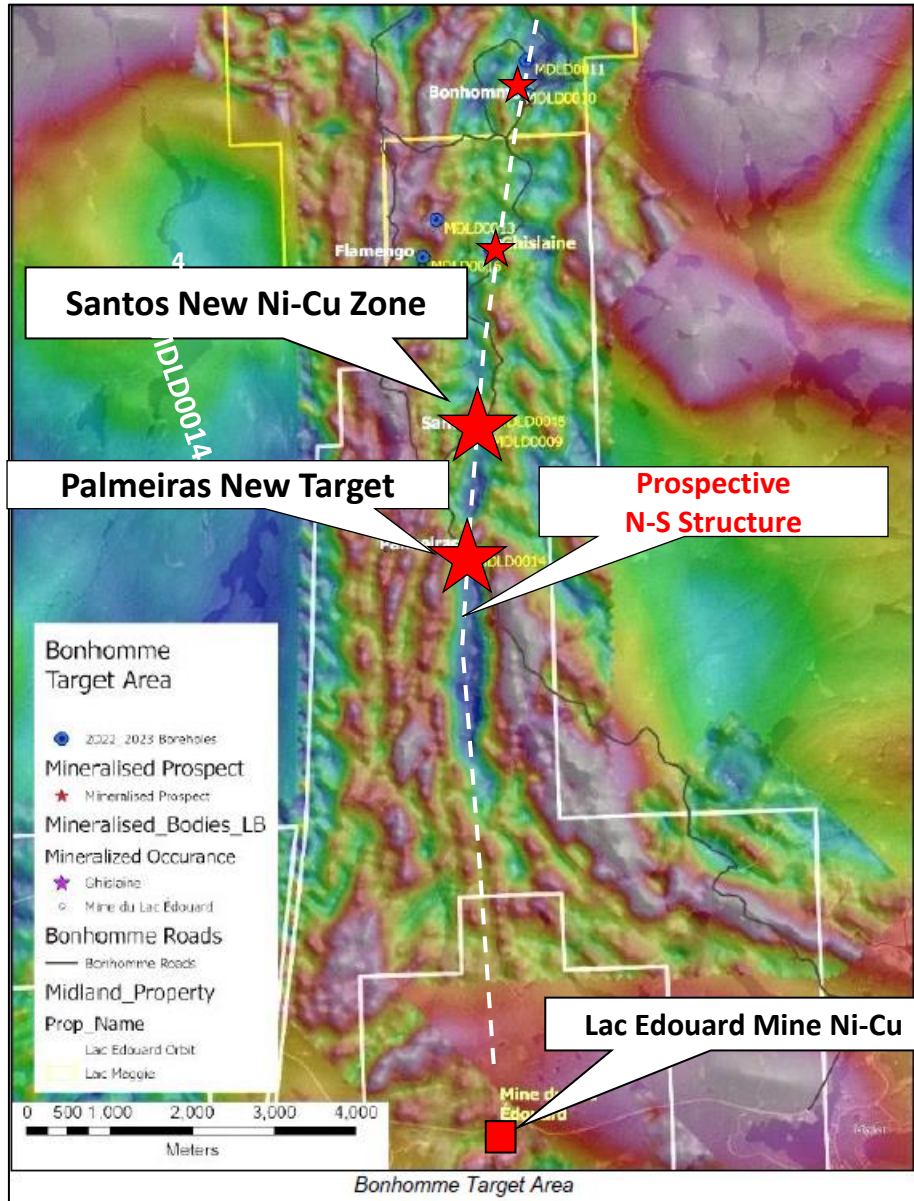 MDLD0011
Bonhomme
MDLD0010
MDLD0013
Ghislaine
Flamengo
4
MDLD0014
Santos New Ni-Cu Zone
MDLD0009
Palmeiras New Target
Prospective
N-S Structure
Bonhomme
Target Area
2022_2023 Boreholes
Mineralised Prospect
Mineralised Prospect
Mineralised_Bodies_LB
Mineralized Occurance
Ghislaine
Mine du Lac Édouard
Bonhomme Roads
Bonhomme Roads
Midland_Property
Prop_Name
Lac Edouard Orbit
Lac Maggie
Lac Edouard Mine Ni-Cu
Mine du
Édouard
0 500 1.000 2,000 3,000 4,000
Meters
Bonhomme Target Area